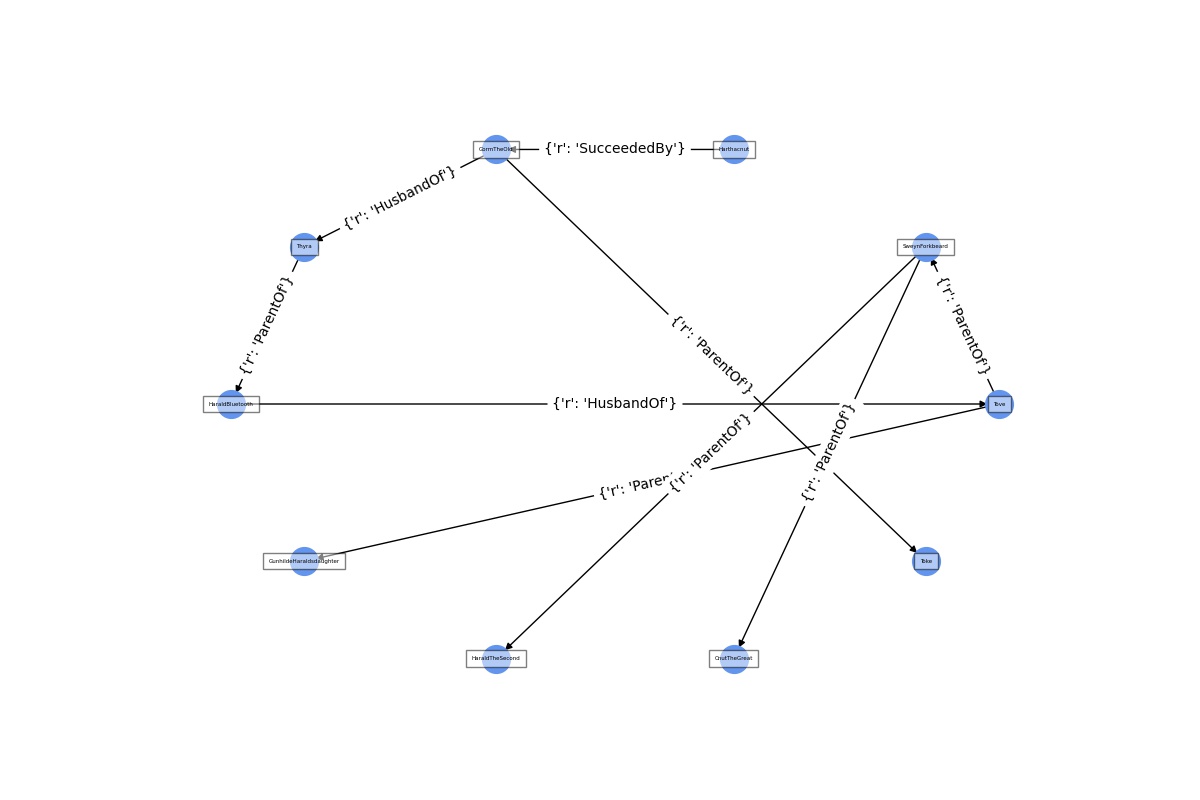 GormTheOld
{'r': 'SucceededBy'}
Harthacnut
{'r': 'HusbandOf'}
Thyra
SweynForkbeard
{'r': 'ParentOf'}
{'r': 'ParentOf'}
{'r': 'ParentOf'}
HaraldBluetooth
{'r': 'HusbandOf'}
Tove
{'r': 'ParentOf'}
{'r': 'ParentOf'}
{'r': 'Paren
GunhildeHaraldsdaughter
Toke
HaraldTheSecond
CnutTheGreat